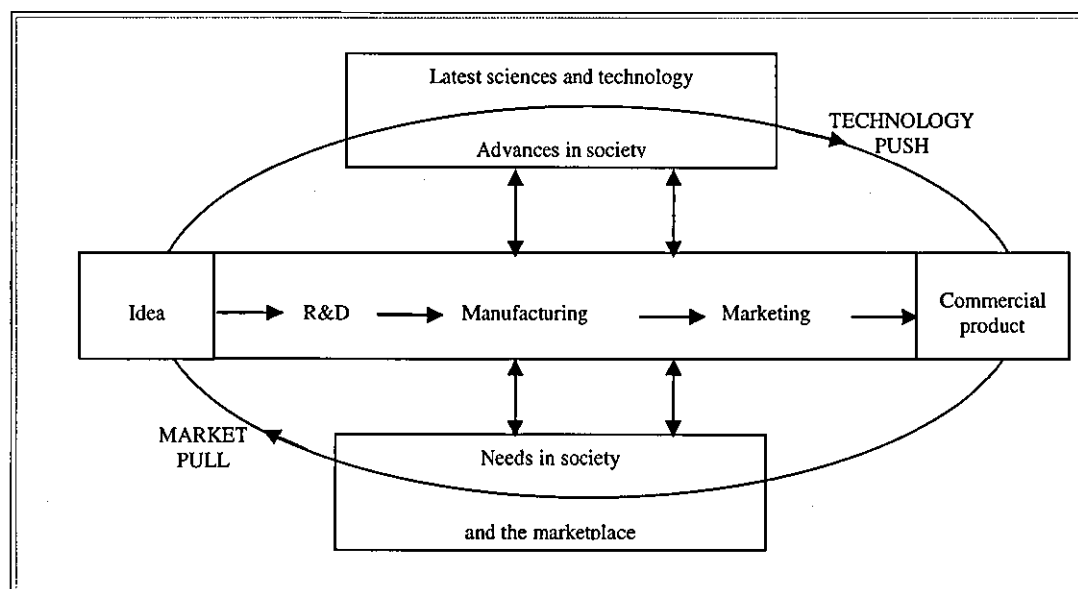 Latest sciences and technology
TECHNOLOGY
PUSH
Advances in society
Idea
R&D
Manufacturing
Marketing
Commercial
product
MARKET
PULL
Needs in society
and the marketplace